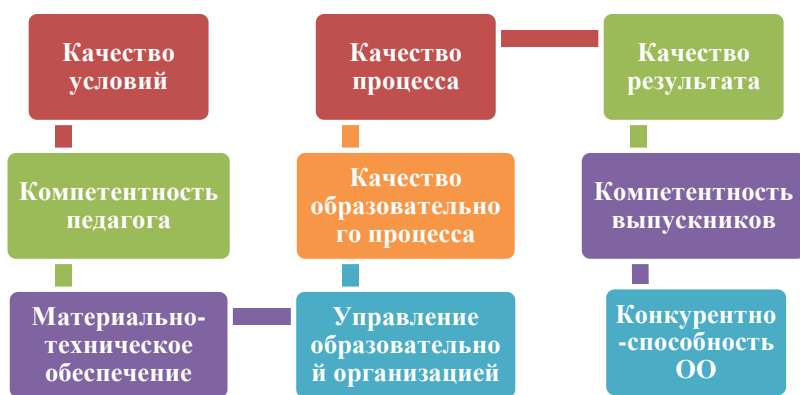 Качество
условий
Компетентность
педагога
Материально-
техническое
обеспечение
Качество
процесса
Качество
образовательно
го процесса
Управление
образовательно
й организацией
Качество
результата
Компетентность
выпускников
Конкурентно
-способность
ОО